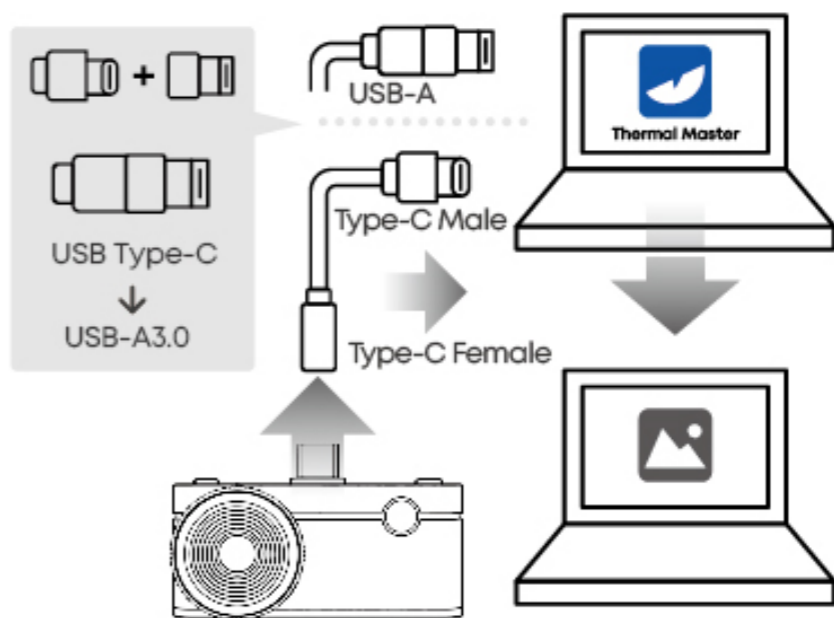 +
USB-A
Thermal Master
Type-C Male
USB Type-C
↓
USB-A3.0
Type-C Female